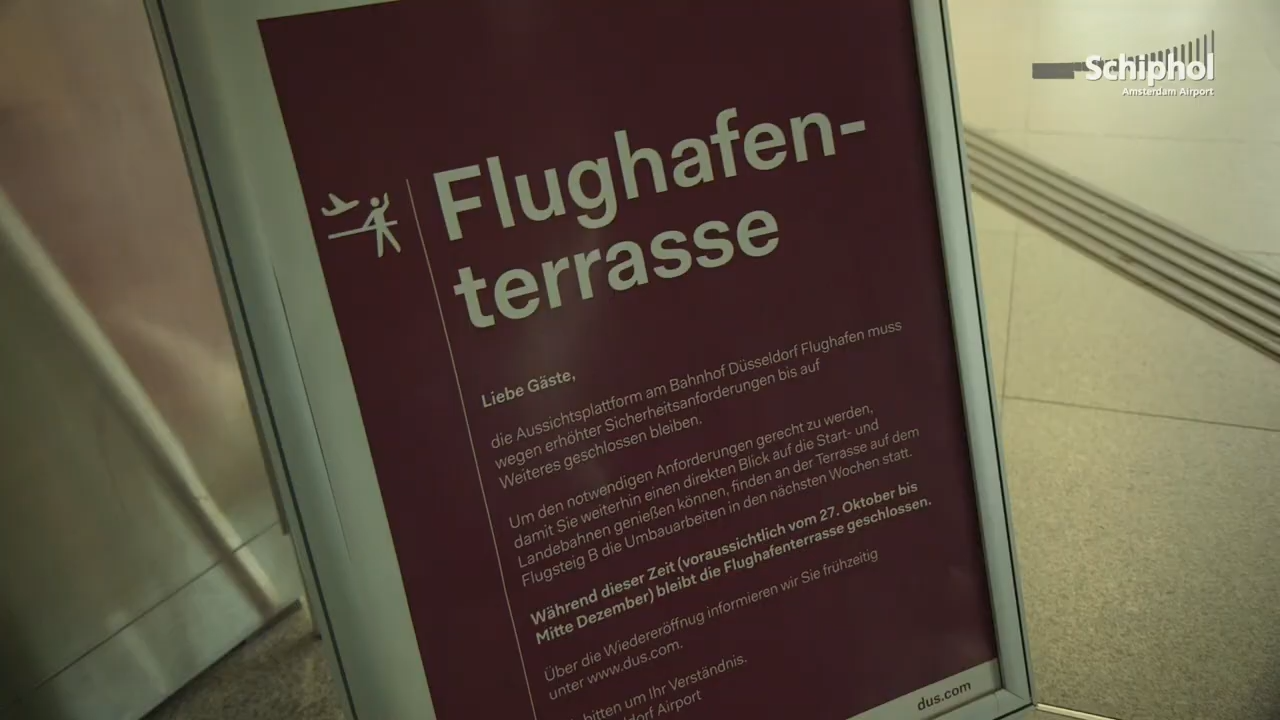 Schiphol
Amsterdam Airport
Flughafen-
terrasse
Liebe Gäste,
die Aussichtsplattform am Bahnhof Düsseldorf Flughafen muss
wegen erhöhter Sicherheitsanforderungen bis auf
Weiteres geschlossen bleiben.
Um den notwendigen Anforderungen gerecht zu werden,
damit Sie weiterhin einen direkten Blick auf die Start- und
Landebahnen genießen können, finden an der Terrasse auf dem
Flugsteig B die Umbauarbeiten in den nächsten Wochen statt.
Während dieser Zeit (voraussichtlich vom 27. Oktober bis
Mitte Dezember) bleibt die Flughafenterrasse geschlossen.
Über die Wiedereröffnug informieren wir Sie frühzeitig
unter www.dus.com.
bitten um Ihr Verständnis.
Airport
dus.com